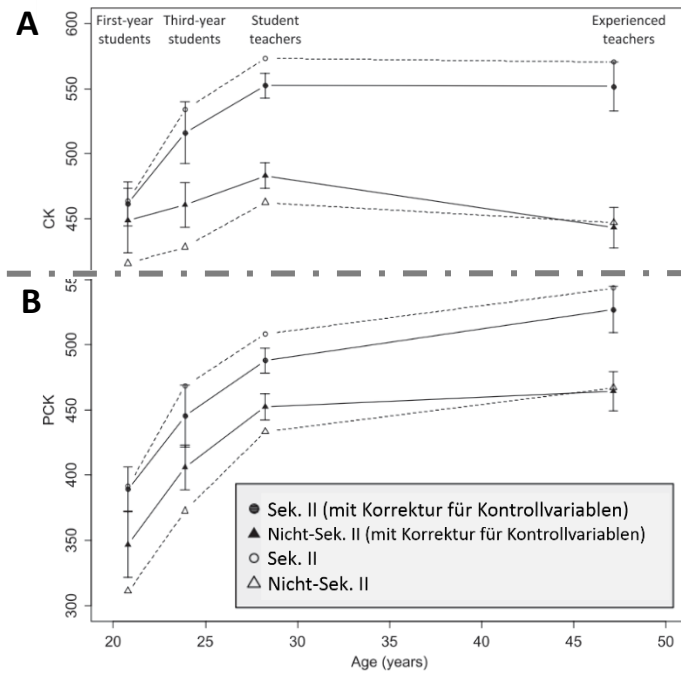 A
First-year students
Third-year students
Student teachers
Experienced teachers
600
550
500
450
CK
B
55
500
450
400
350
300
PCK
Sek. II (mit Korrektur für Kontrollvariablen)
Nicht-Sek. II (mit Korrektur für Kontrollvariablen)
Sek. II
Nicht-Sek. II
20 25 30 35 40 45 50
Age (years)